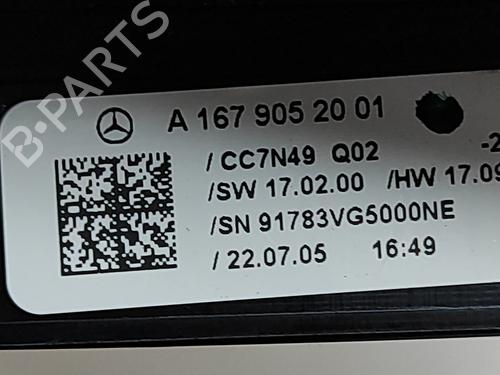 B-PARTS
A 167 905 20 01
/CC7N49 Q02 -2
/SW 17.02.00 /HW 17.09
/SN 91783VG5000NE
/22.07.05 16:49